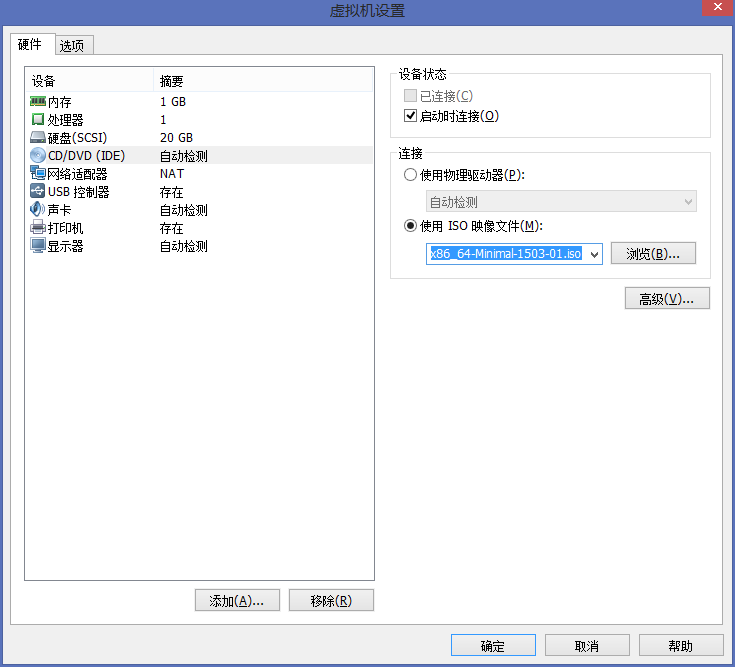 虚拟机设置
硬件 选项
设备 摘要
内存 1 GB
处理器 1
硬盘(SCSI) 20 GB
CD/DVD (IDE) 自动检测
网络适配器 NAT
USB 控制器 存在
声卡 自动检测
打印机 存在
显示器 自动检测
添加(A)... 移除(R)
设备状态
已连接(C)
启动时连接(O)
连接
使用物理驱动器(P):
自动检测
使用 ISO 映像文件(M):
x86_64-Minimal-1503-01.iso 浏览(B)...
高级(V)...
确定 取消 帮助